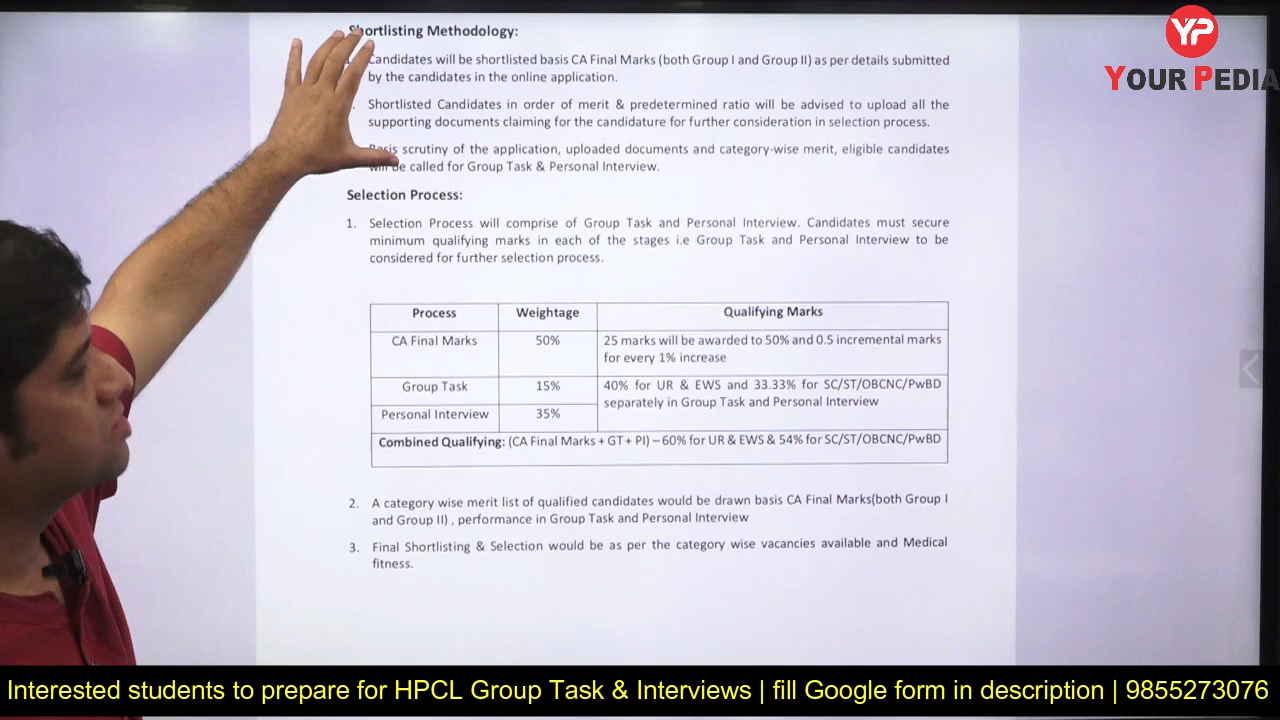 Shortlisting Methodology:
YP
YOUR PEDIA
Candidates will be shortlisted basis CA Final Marks (both Group I and Group II) as per details submitted
by the candidates in the online application.
Shortlisted Candidates in order of merit & predetermined ratio will be advised to upload all the
supporting documents claiming for the candidature for further consideration in selection process.
Basis scrutiny of the application, uploaded documents and category-wise merit, eligible candidates
will be called for Group Task & Personal Interview.
Selection Process:
1. Selection Process will comprise of Group Task and Personal Interview. Candidates must secure
minimum qualifying marks in each of the stages i.e Group Task and Personal Interview to be
considered for further selection process.
Process Weightage Qualifying Marks
CA Final Marks 50% 25 marks will be awarded to 50% and 0.5 incremental marks
for every 1% increase
Group Task 15% 40% for UR & EWS and 33.33% for SC/ST/OBCNC/PwBD
separately in Group Task and Personal Interview
Personal Interview 35%
Combined Qualifying: (CA Final Marks + GT + PI) – 60% for UR & EWS & 54% for SC/ST/OBCNC/PwBD
2. A category wise merit list of qualified candidates would be drawn basis CA Final Marks(both Group I
and Group II) , performance in Group Task and Personal Interview
3. Final Shortlisting & Selection would be as per the category wise vacancies available and Medical
fitness.
Interested students to prepare for HPCL Group Task & Interviews | fill Google form in description | 9855273076